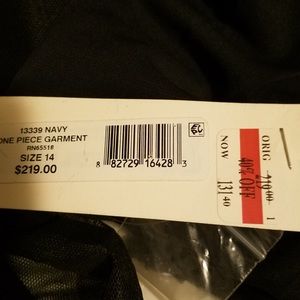 13339 NAVY
ONE PIECE GARMENT
RN65518
SIZE 14
$219.00
8 82729 16428 3
ORIG 219.00 1
40% OFF
NOW 131.40